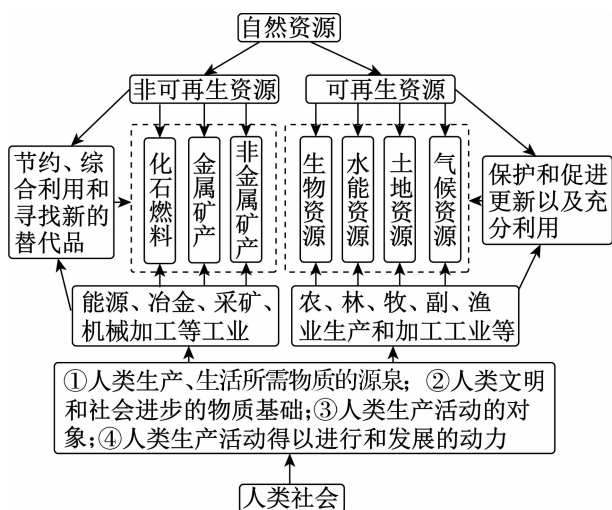 自然资源
非可再生资源
可再生资源
节约、综
合利用和
寻找新的
替代品
化石燃料
金属矿产
非金属矿产
生物资源
水能资源
土地资源
气候资源
保护和促进
更新以及充
分利用
能源、冶金、采矿、
机械加工等工业
农、林、牧、副、渔
业生产和加工工业等
①人类生产、生活所需物质的源泉；②人类文明
和社会进步的物质基础;③人类生产活动的对
象;④人类生产活动得以进行和发展的动力
人类社会